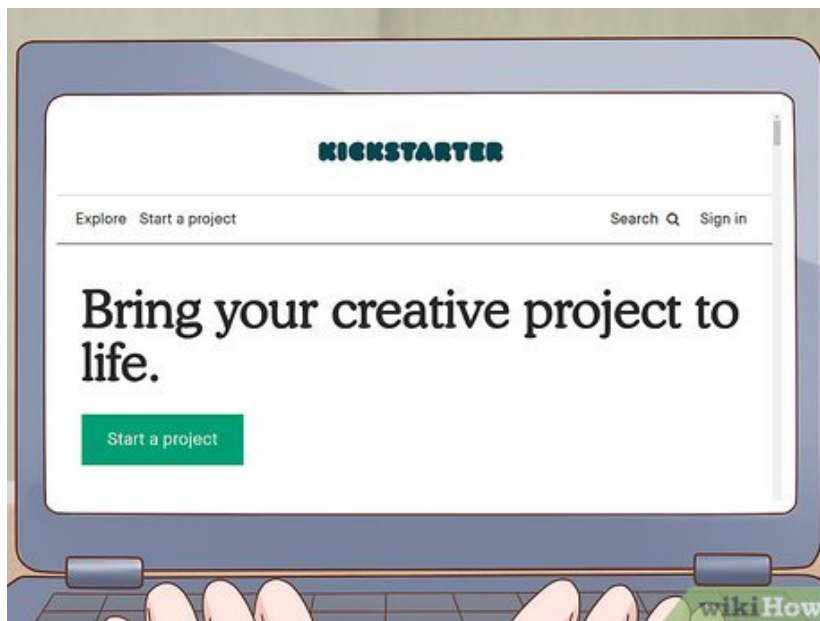 KICKSTARTER
Explore Start a project Search Sign in
Bring your creative project to
life.
Start a project
wikiHow